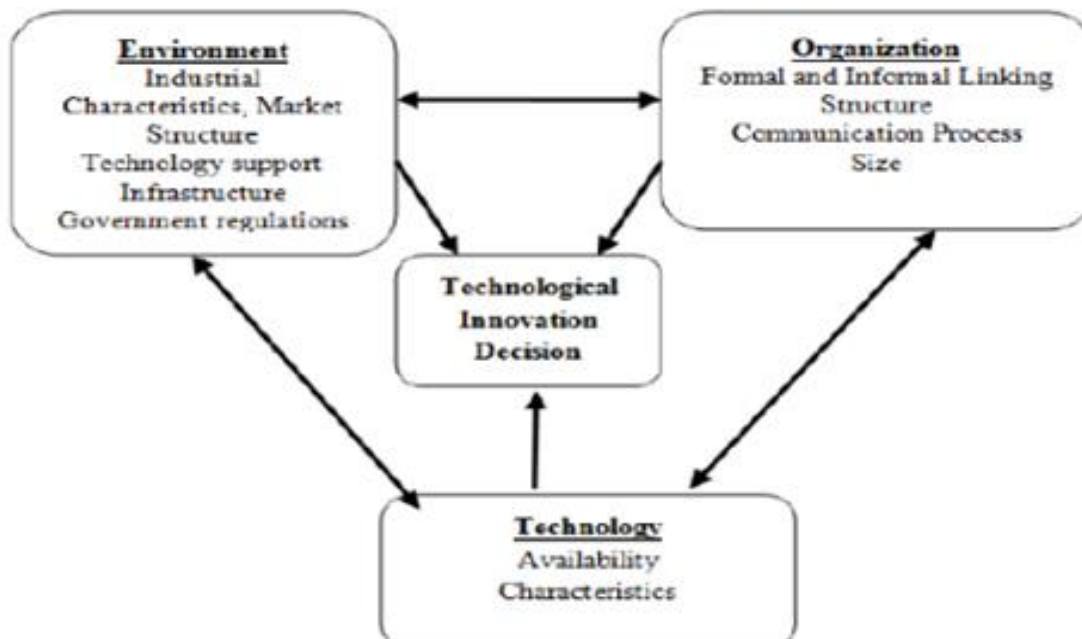 Environment
Industrial
Characteristics, Market
Structure
Technology support
Infrastructure
Government regulations
Organization
Formal and Informal Linking
Structure
Communication Process
Size
Technological
Innovation
Decision
Technology
Availability
Characteristics